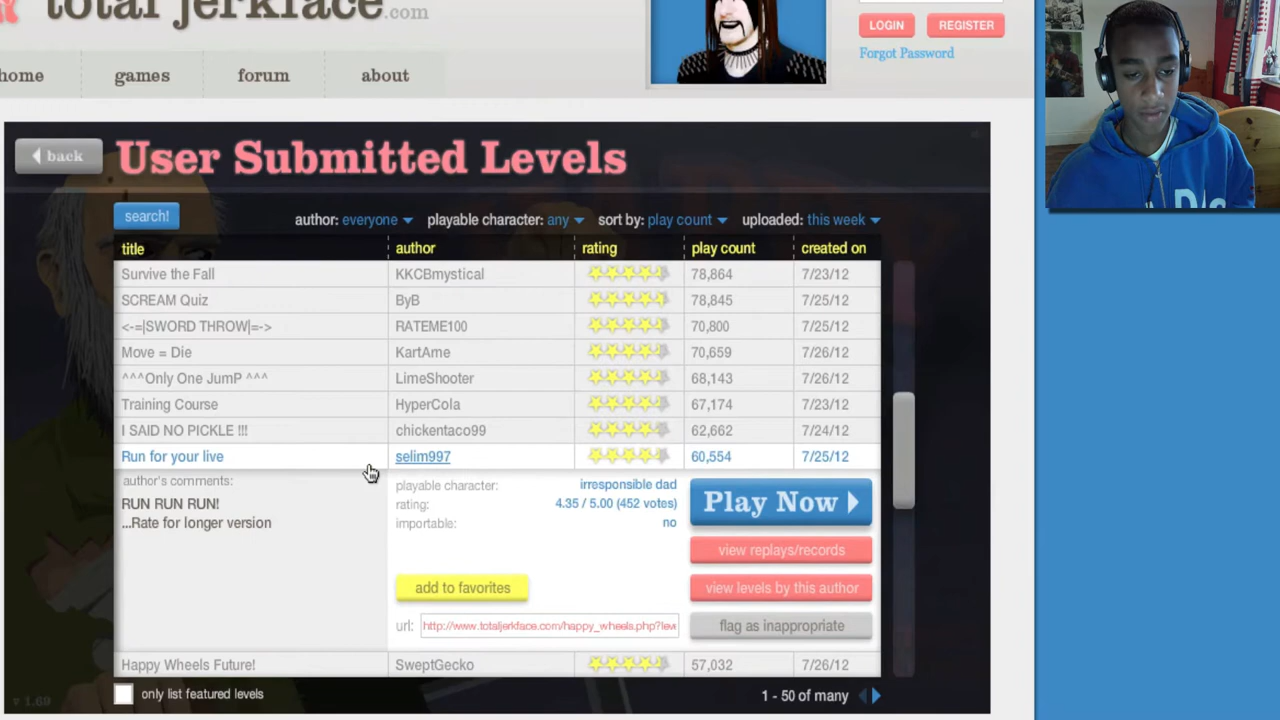 total jerkface.com
LOGIN
REGISTER
Forgot Password
home
games
forum
about
back
User Submitted Levels
search!
author: everyone
playable character: any
sort by: play count
uploaded: this week
title
author
rating
play count
created on
Survive the Fall
KKCBmystical
78,864
7/23/12
SCREAM Quiz
ByB
78,845
7/25/12
<-=|SWORD THROW|=->
RATEME100
70,800
7/25/12
Move = Die
KartAme
70,659
7/26/12
^^^Only One JumP ^^^
LimeShooter
68,143
7/26/12
Training Course
HyperCola
67,174
7/23/12
I SAID NO PICKLE !!!
chickentaco99
62,662
7/24/12
Run for your live
selim997
60,554
7/25/12
author's comments:
RUN RUN RUN!
...Rate for longer version
playable character:
irresponsible dad
rating:
4.35 / 5.00 (452 votes)
importable:
no
Play Now
view replays/records
add to favorites
view levels by this author
url:
http://www.totaljerkface.com/happy_wheels.php?lev
flag as inappropriate
Happy Wheels Future!
SweptGecko
57,032
7/26/12
only list featured levels
1 - 50 of many
v 1.69